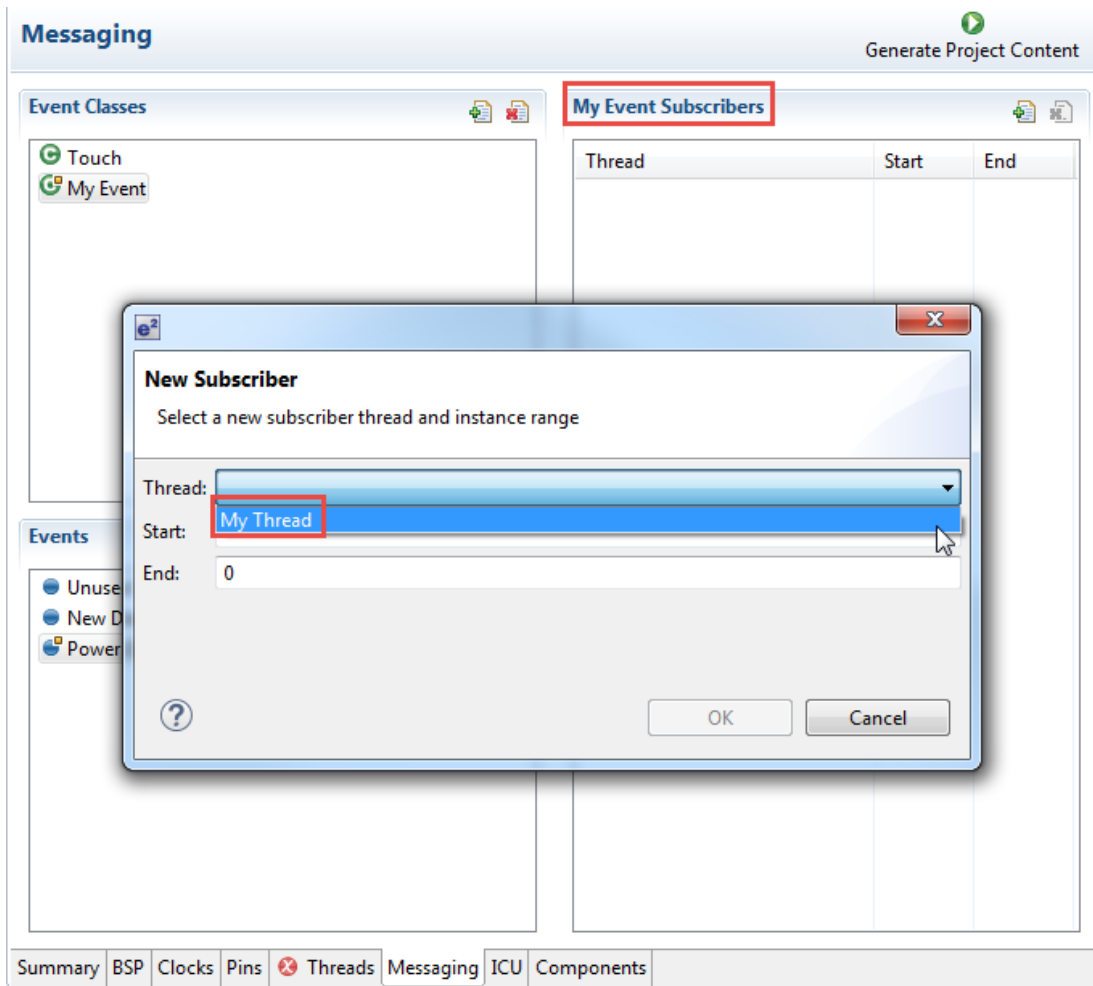 Messaging
Generate Project Content
Event Classes
My Event Subscribers
Touch
My Event
Thread Start End
e²
New Subscriber
Select a new subscriber thread and instance range
Thread:
My Thread
Start:
End: 0
Events
New
Power
? OK Cancel
Summary BSP Clocks Pins Threads Messaging ICU Components